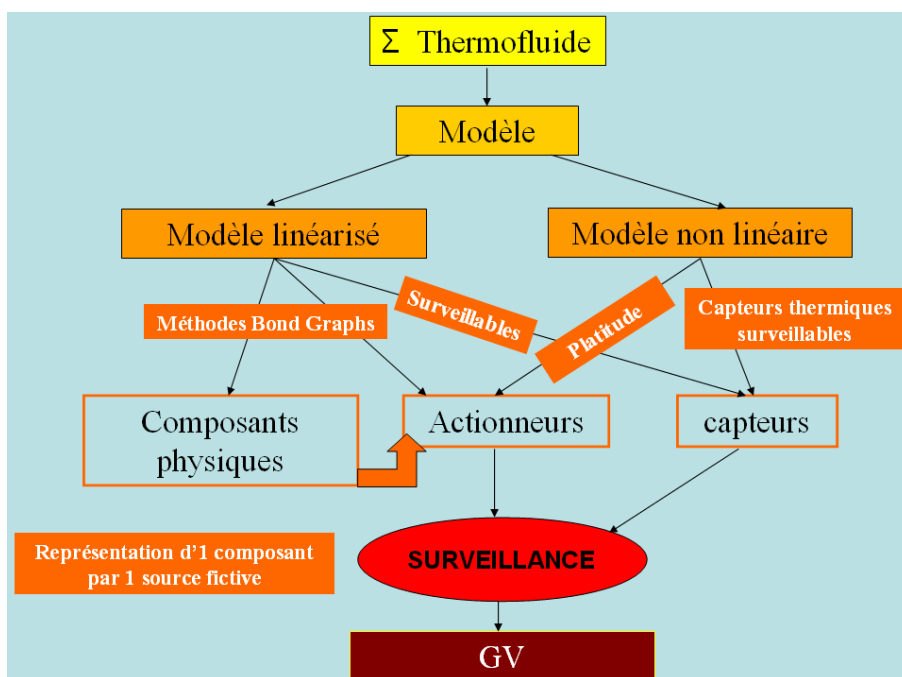 Σ Thermofluide
Modèle
Modèle linéarisé
Modèle non linéaire
Méthodes Bond Graphs
Surveillables
Platitude
Capteurs thermiques
surveillables
Composants
physiques
Actionneurs
capteurs
Représentation d'1 composant
par 1 source fictive
SURVEILLANCE
GV